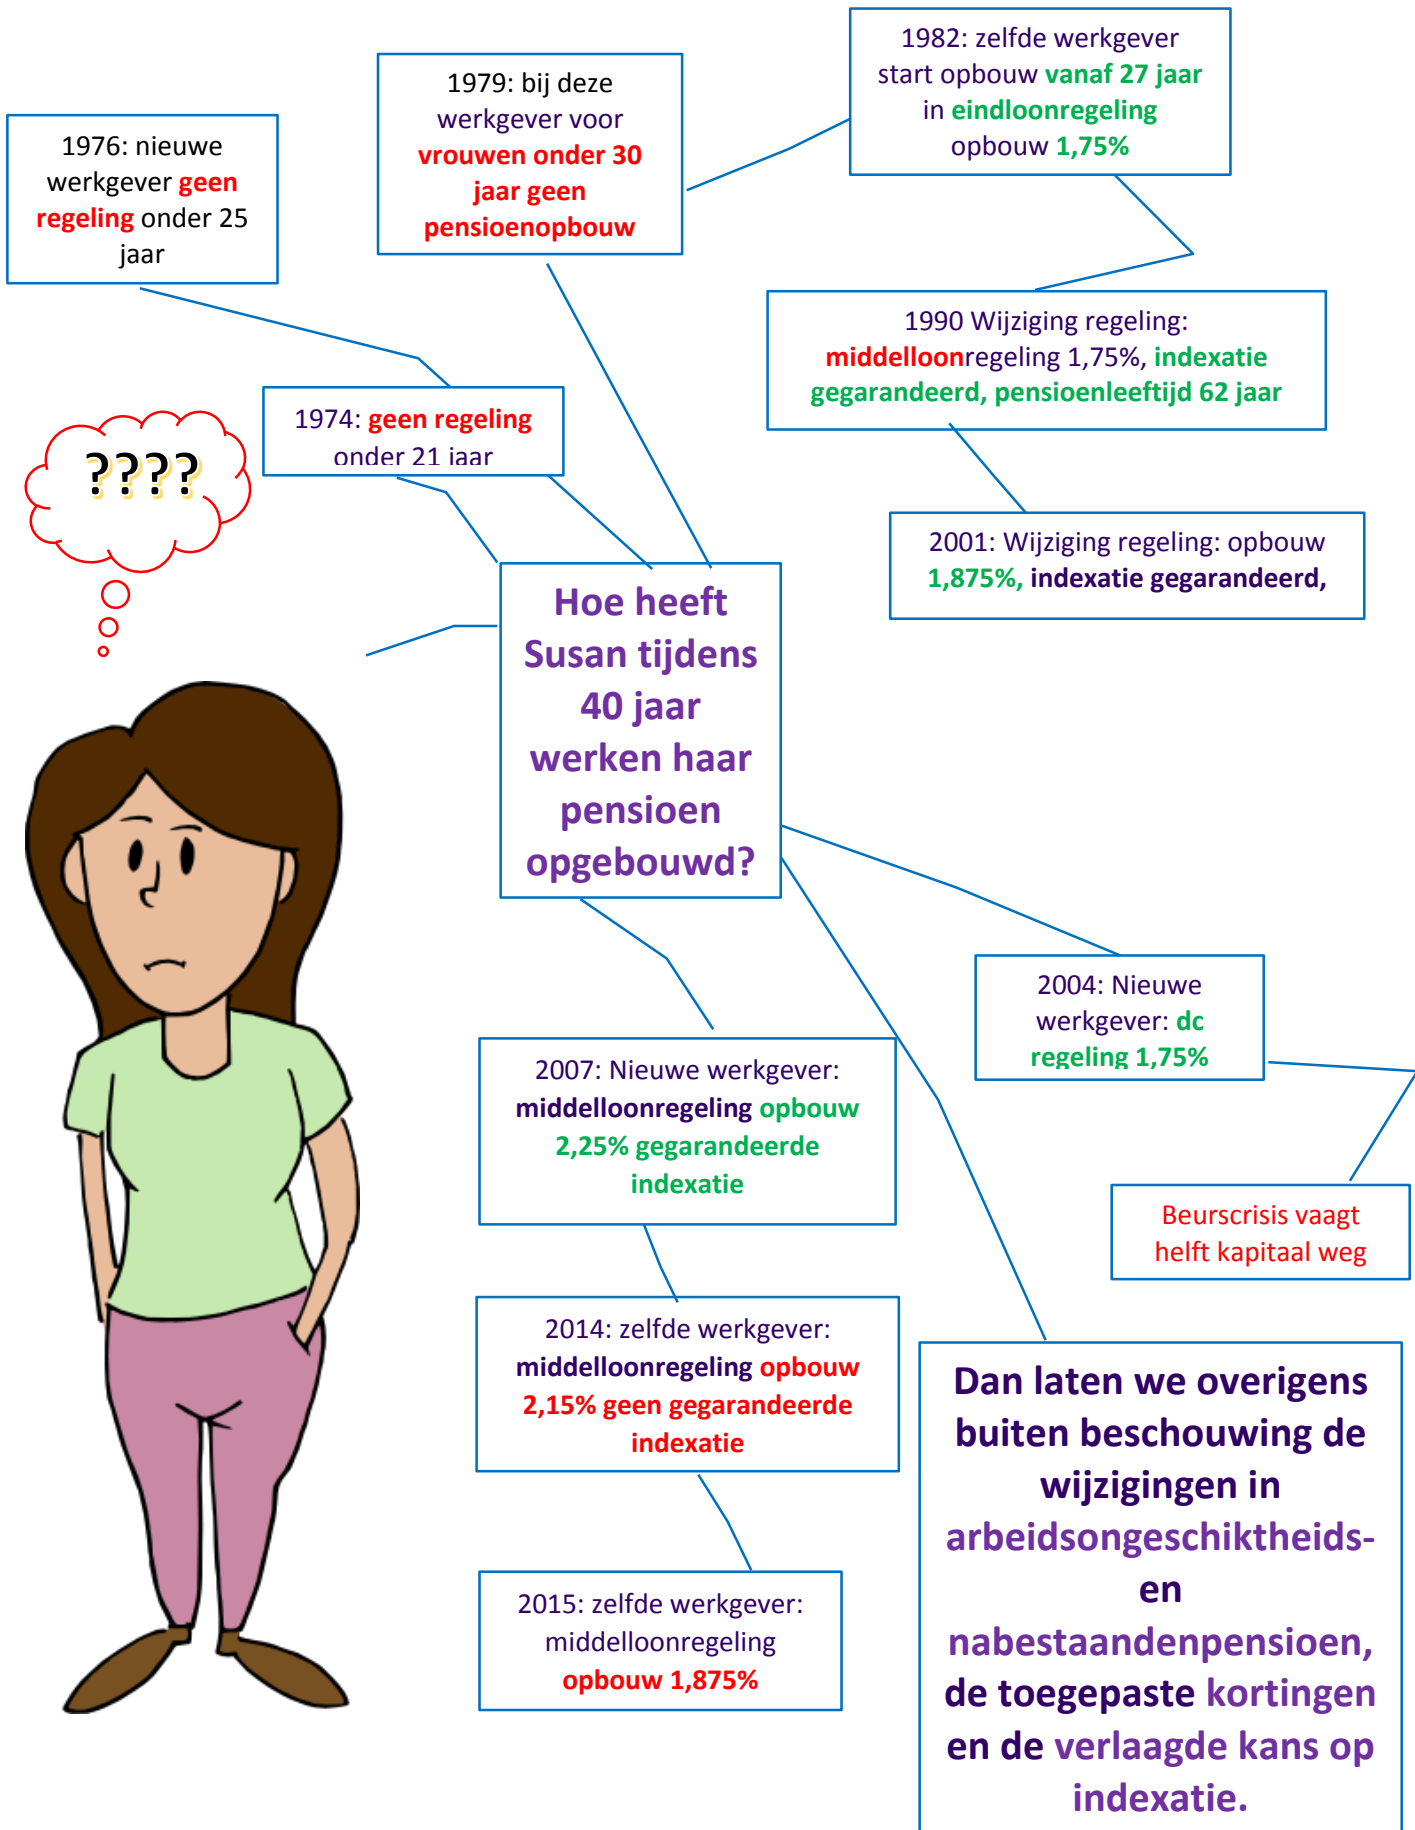 1982: zelfde werkgever
start opbouw vanaf 27 jaar
in eindloonregeling
opbouw 1,75%
1979: bij deze
werkgever voor
vrouwen onder 30
jaar geen
pensioenopbouw
1976: nieuwe
werkgever geen
regeling onder 25
jaar
1990 Wijziging regeling:
middelloonregeling 1,75%, indexatie
gegarandeerd, pensioenleeftijd 62 jaar
1974: geen regeling
onder 21 jaar
????
2001: Wijziging regeling: opbouw
1,875%, indexatie gegarandeerd,
Hoe heeft
Susan tijdens
40 jaar
werken haar
pensioen
opgebouwd?
2004: Nieuwe
werkgever: dc
regeling 1,75%
2007: Nieuwe werkgever:
middelloonregeling opbouw
2,25% gegarandeerde
indexatie
Beurscrisis vaagt
helft kapitaal weg
2014: zelfde werkgever:
middelloonregeling opbouw
2,15% geen gegarandeerde
indexatie
Dan laten we overigens
buiten beschouwing de
wijzigingen in
arbeidsongeschiktheids-
en
nabestaandenpensioen,
de toegepaste kortingen
en de verlaagde kans op
indexatie.
2015: zelfde werkgever:
middelloonregeling
opbouw 1,875%